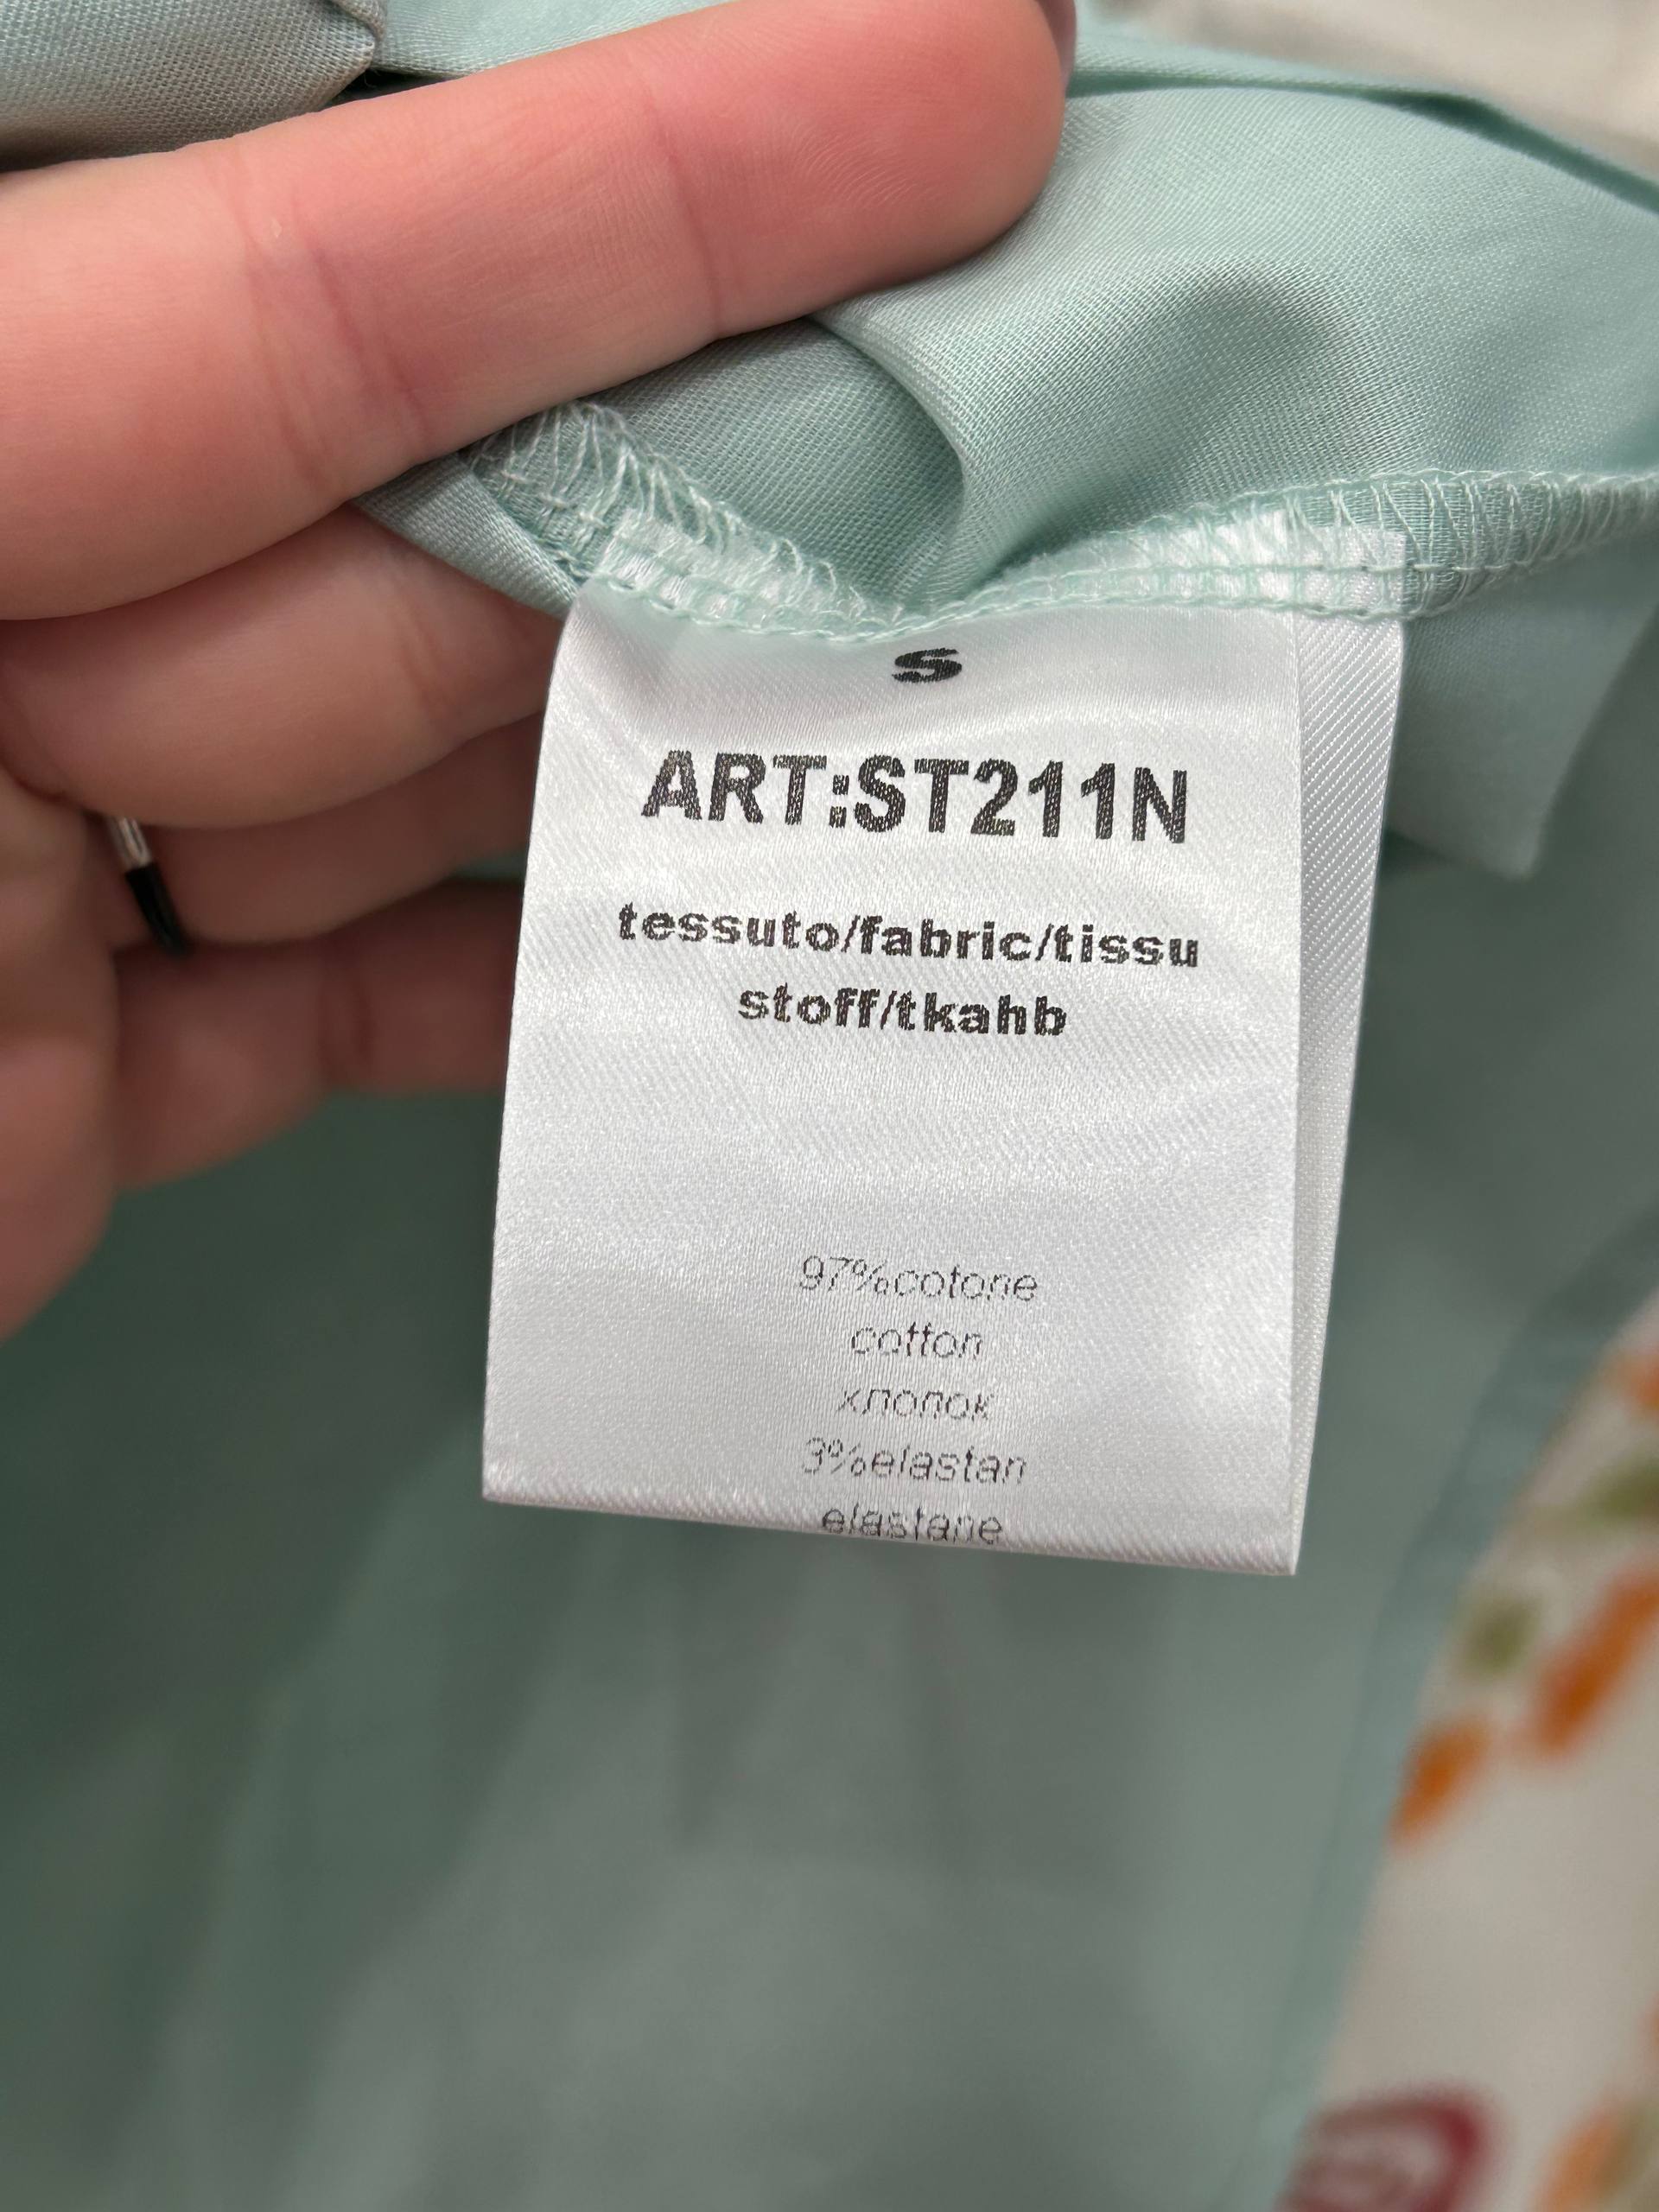 S
ART:ST211N
tessuto/fabric/tissu
stoff/tkahb
97%cotone
cotton
хлопок
3%elastan
elastane